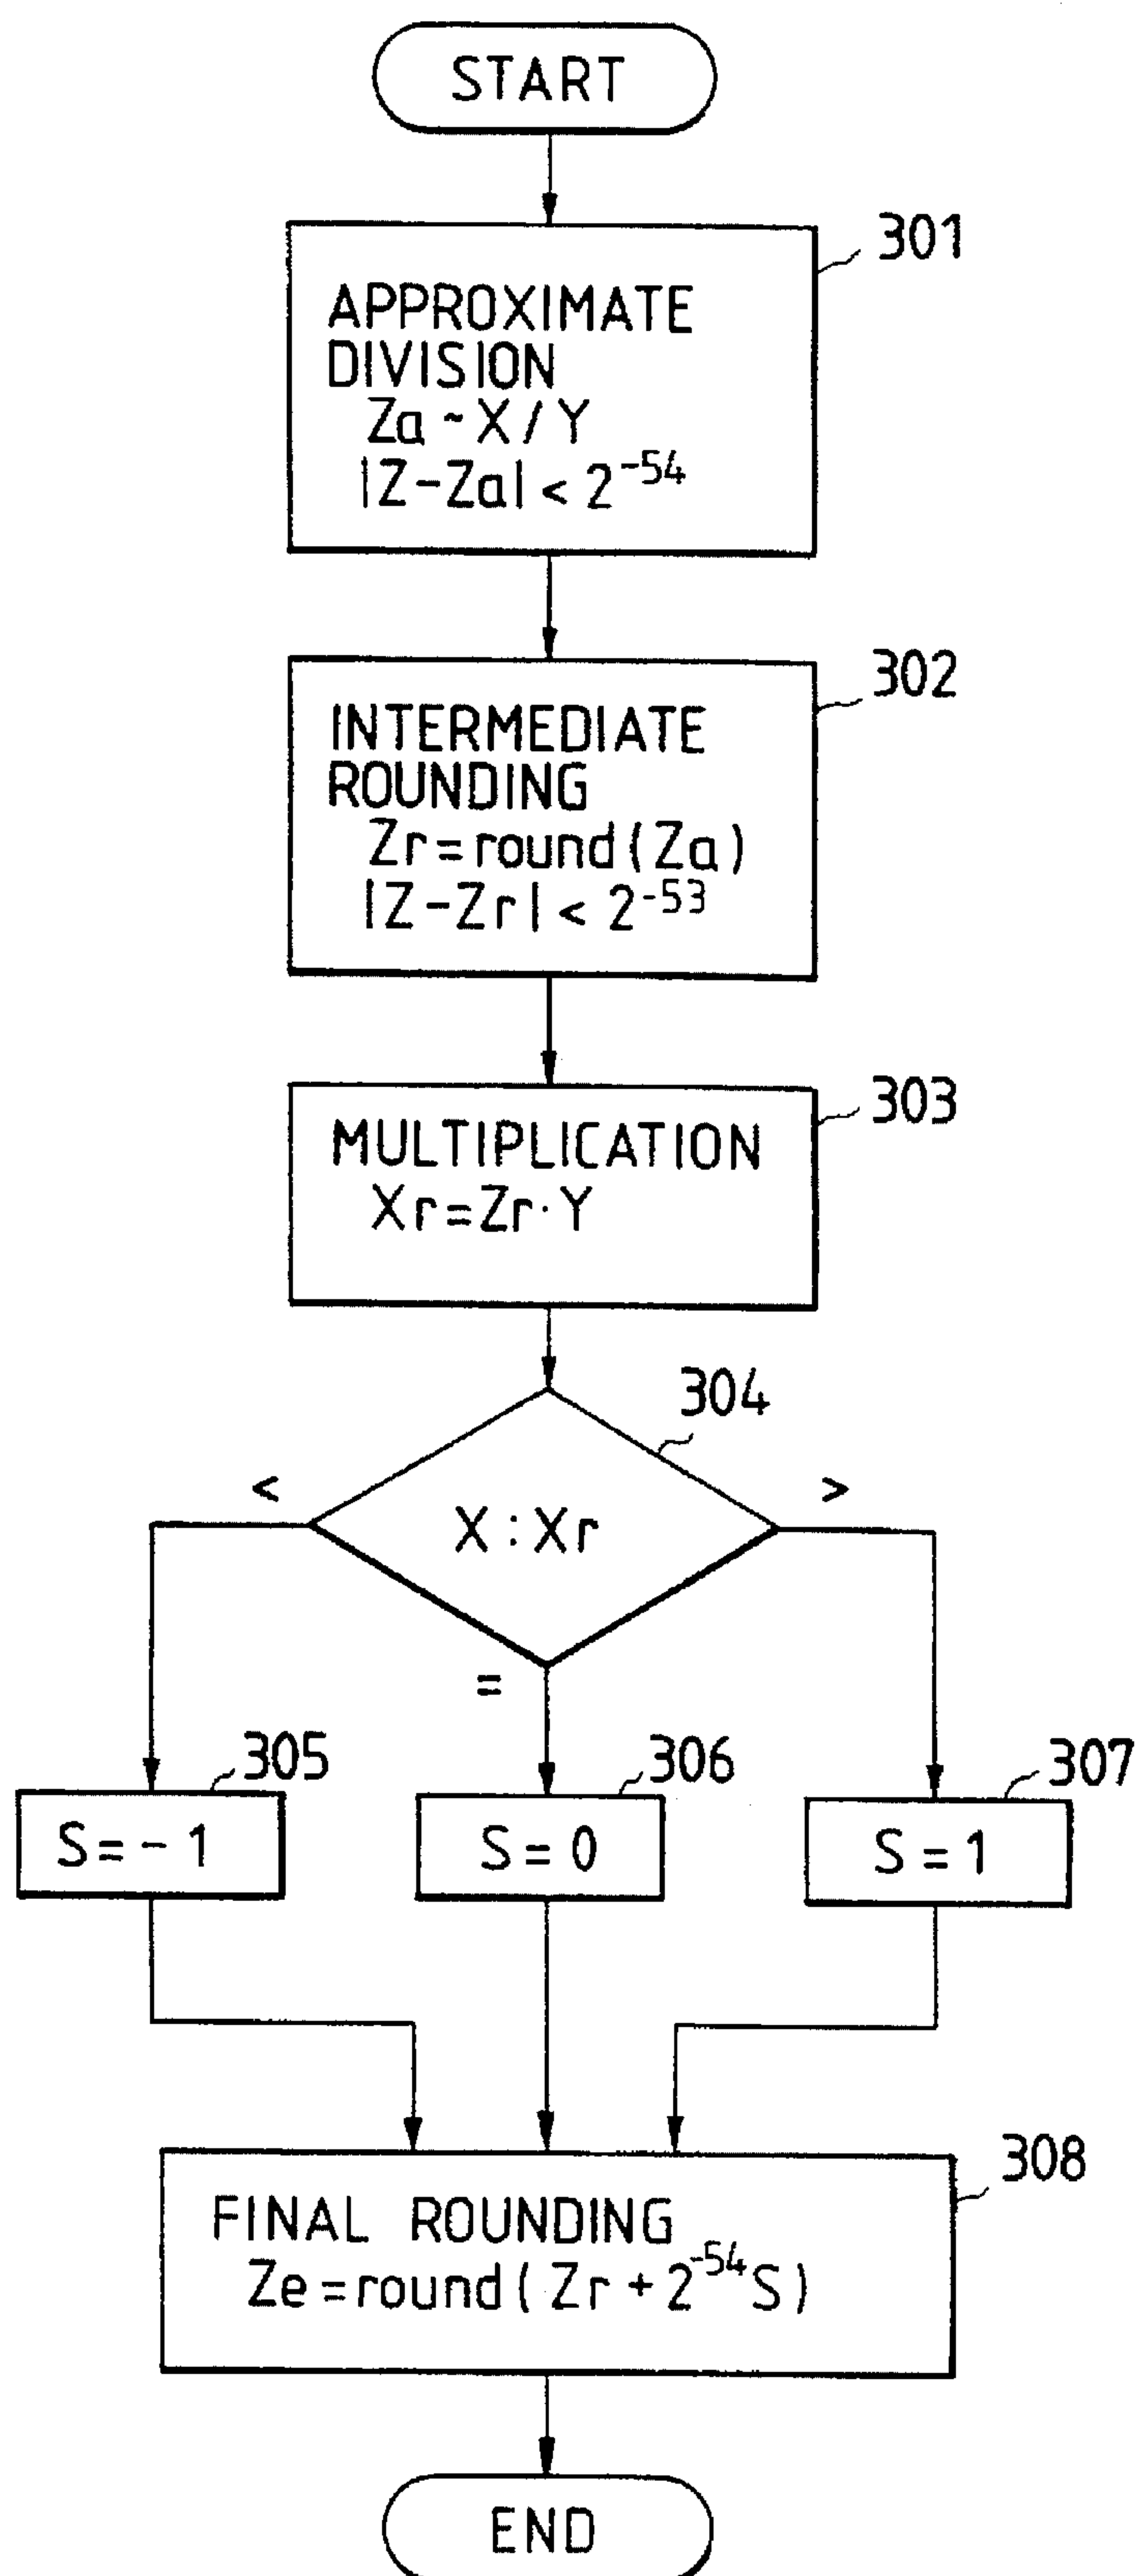 START
301
APPROXIMATE
DIVISION
Za ~ X / Y
|Z-Za| < 2^-54
302
INTERMEDIATE
ROUNDING
Zr = round (Za)
|Z-Zr| < 2^-53
303
MULTIPLICATION
Xr = Zr · Y
304
< X : Xr >
=
305 306 307
S = - 1 S = 0 S = 1
308
FINAL ROUNDING
Ze = round ( Zr + 2^-54 S )
END